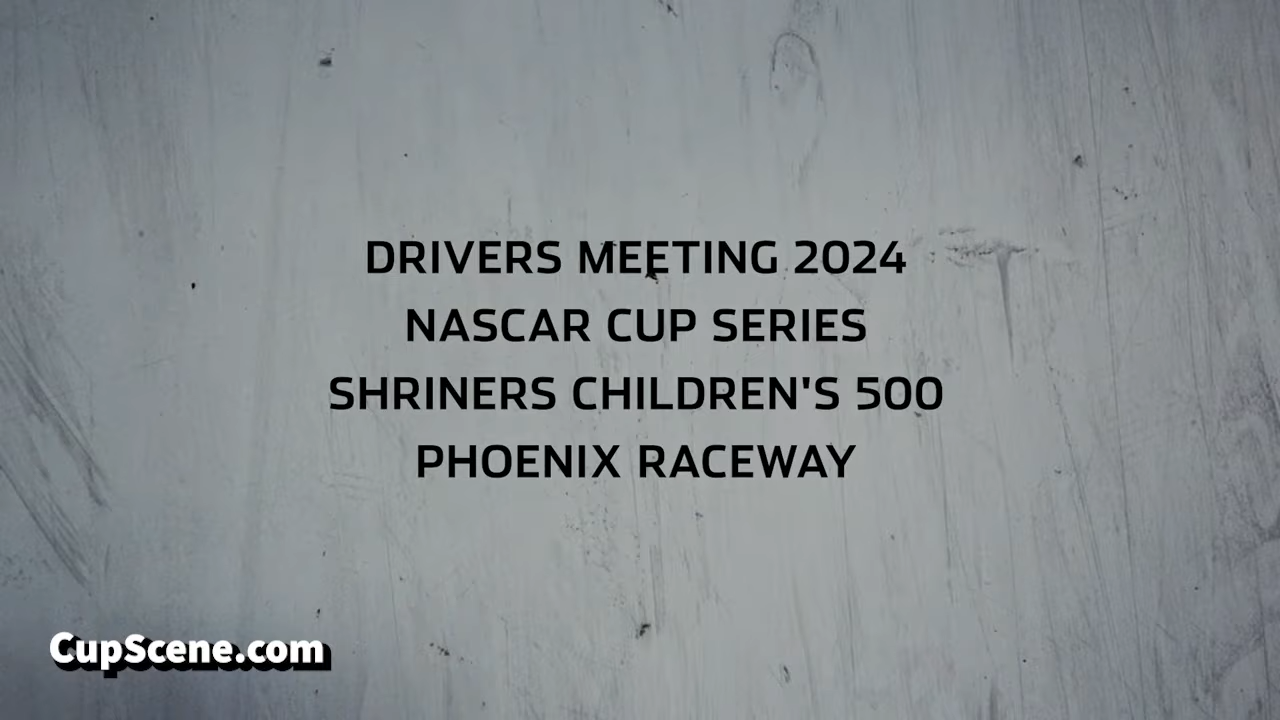 DRIVERS MEETING 2024
NASCAR CUP SERIES
SHRINERS CHILDREN'S 500
PHOENIX RACEWAY
CupScene.com